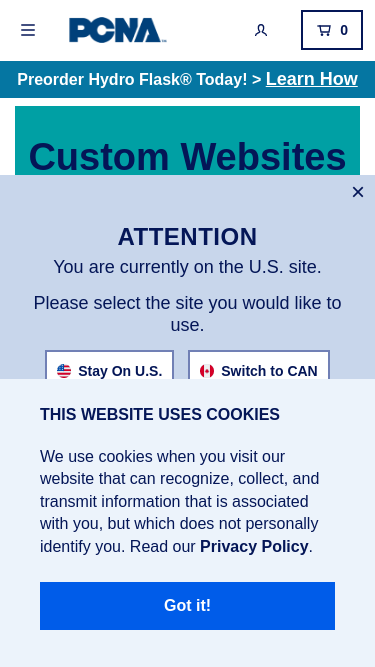 PCNA
0
Preorder Hydro Flask® Today! > Learn How
Custom Websites
×
ATTENTION
You are currently on the U.S. site.
Please select the site you would like to
use.
Stay On U.S.
Switch to CAN
THIS WEBSITE USES COOKIES
We use cookies when you visit our
website that can recognize, collect, and
transmit information that is associated
with you, but which does not personally
identify you. Read our Privacy Policy.
Got it!